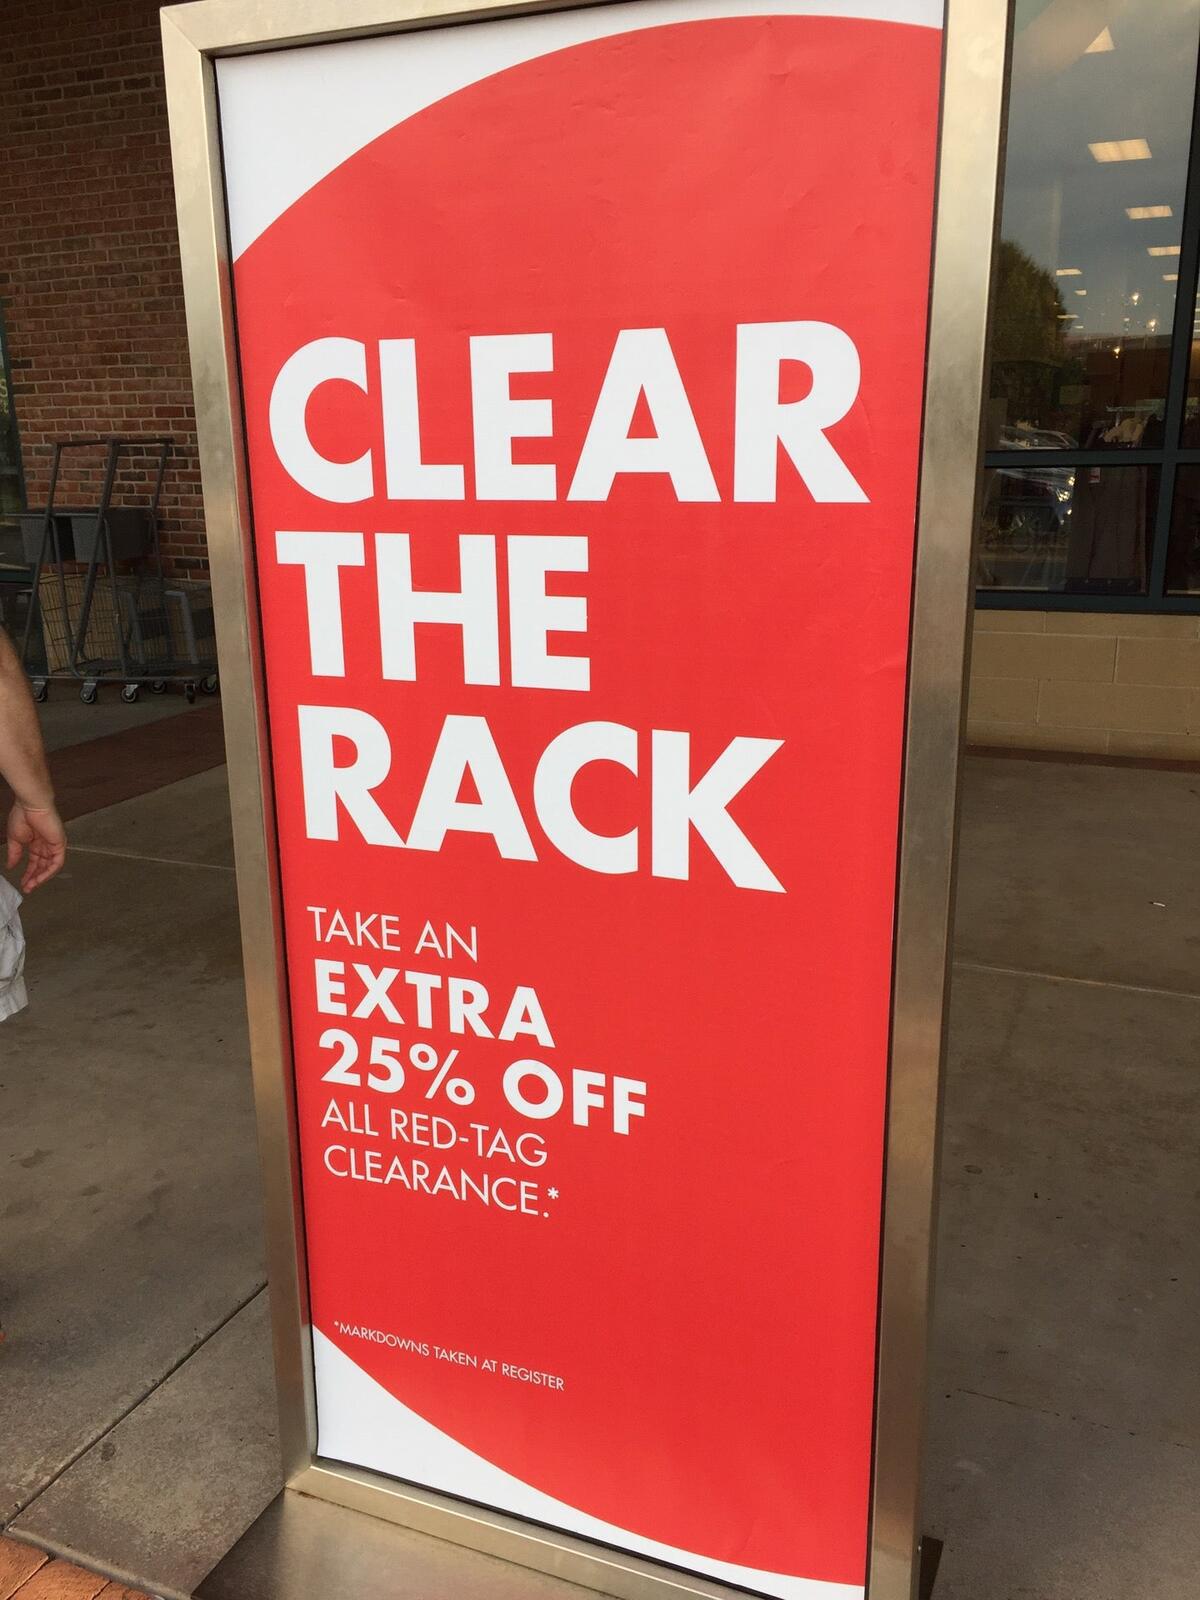 CLEAR
THE
RACK
TAKE AN
EXTRA
25% OFF
ALL RED-TAG
CLEARANCE.*
*MARKDOWNS TAKEN AT REGISTER